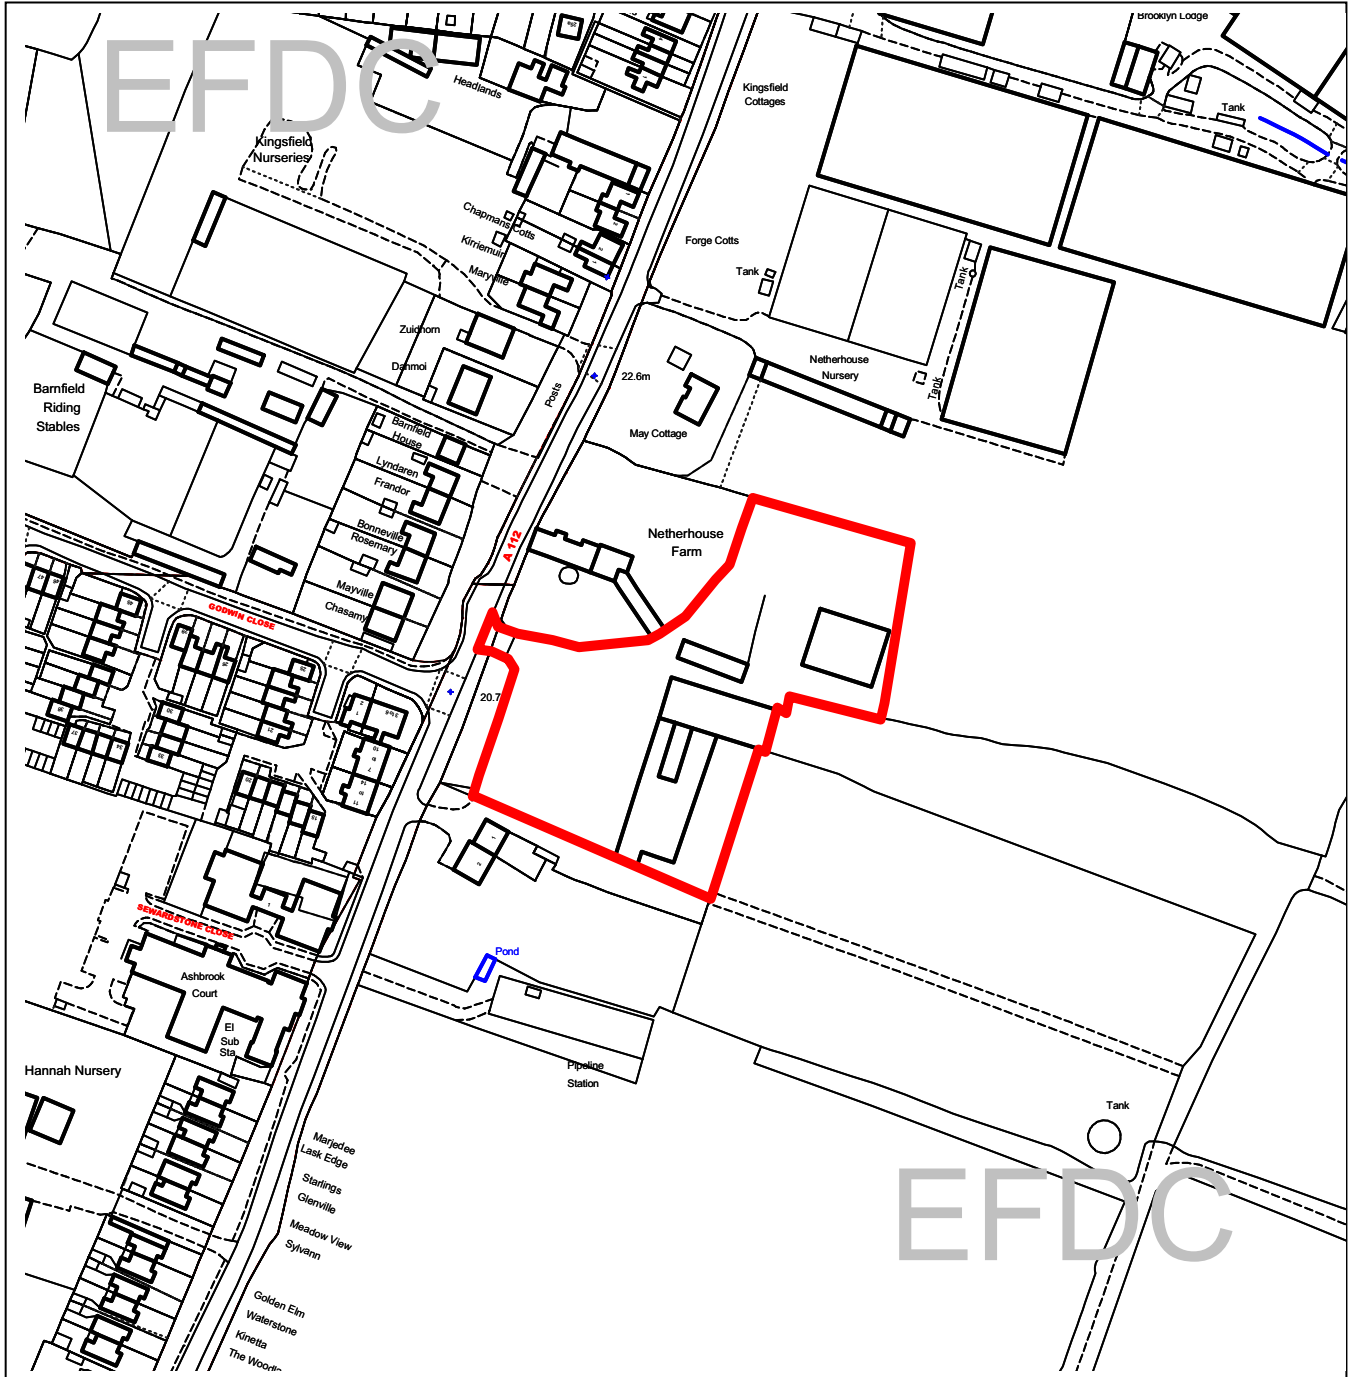 EFDC
Brooklyn Lodge
Headlands
Kingsfield
Cottages
Tank
Kingsfield
Nurseries
Chapmans Cotts
Kirriemuir
Maryville
Forge Cotts
Tank
Tank
Zuidhorn
Danmoi
Netherhouse
Nursery
Tank
22.6m
Posts
May Cottage
Barnfield
Riding
Stables
Barnfield
House
Lyndaren
Frandor
Bonneville
Rosemary
Mayville
Chasamy
A 112
Netherhouse
Farm
GODWIN CLOSE
20.7
SEWARDSTONE CLOSE
Pond
Ashbrook
Court
El
Sub
Sta
Pipeline
Station
Hannah Nursery
Tank
Marjedee
Lask Edge
Starlings
Glenville
Meadow View
Sylvann
EFDC
Golden Elm
Waterstone
Kinetta
The Woodla